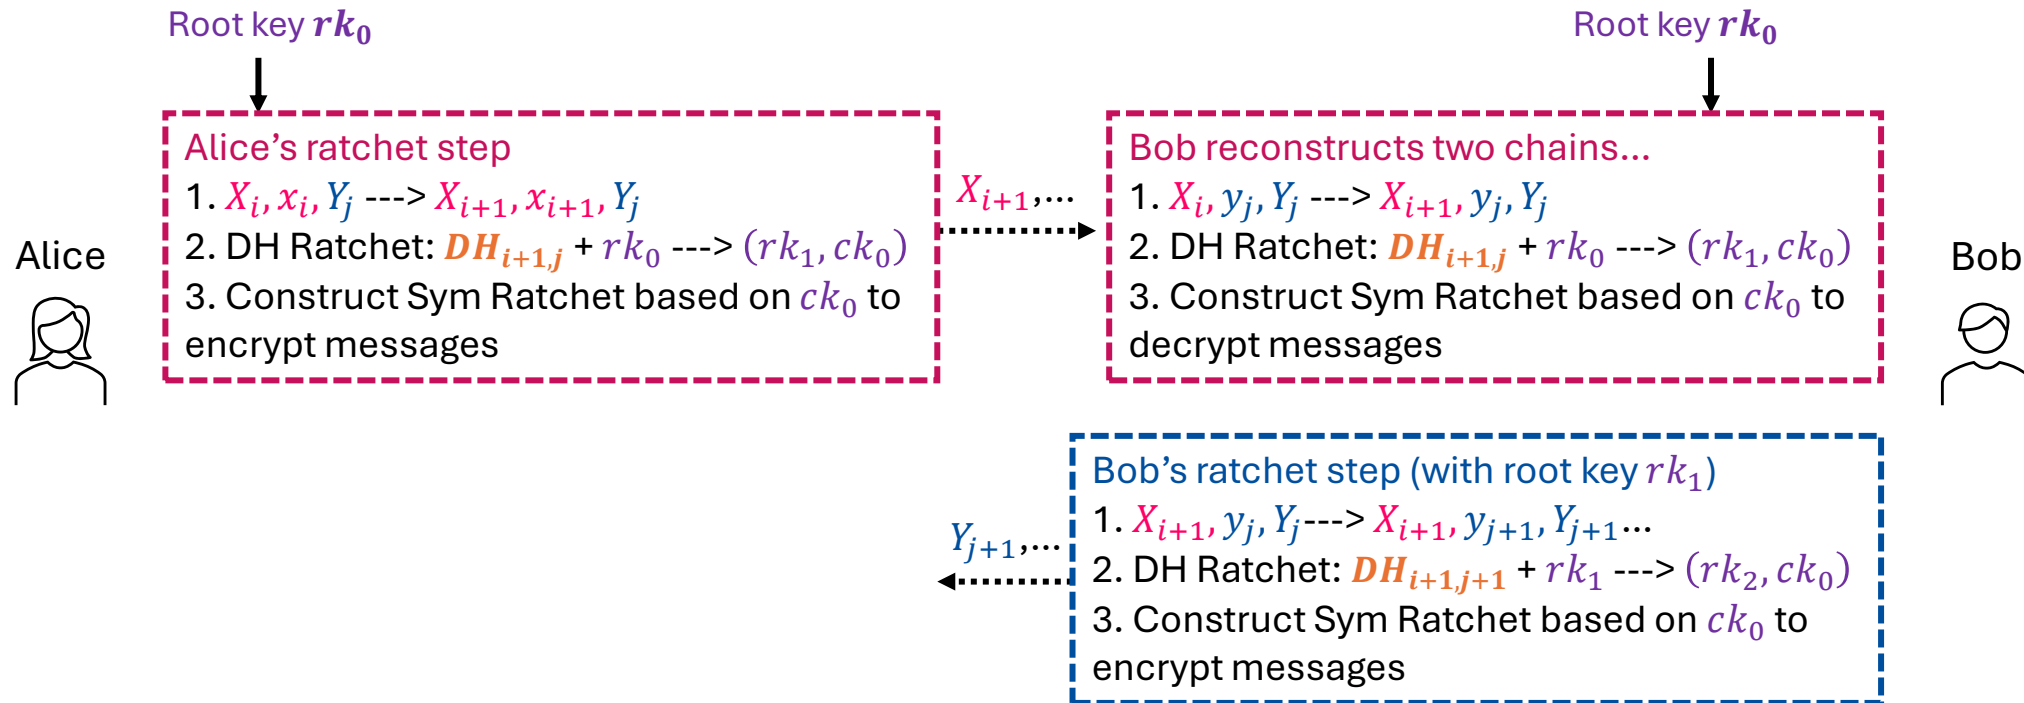 Root key rk₀
Root key rk₀
Alice's ratchet step
1. Xᵢ, xᵢ, Yⱼ ---> Xᵢ₊₁, xᵢ₊₁, Yⱼ
2. DH Ratchet: DHᵢ₊₁,ⱼ + rk₀ ---> (rk₁, ck₀)
3. Construct Sym Ratchet based on ck₀ to
encrypt messages
Alice
Xᵢ₊₁,...
Bob reconstructs two chains...
1. Xᵢ, yⱼ, Yⱼ ---> Xᵢ₊₁, yⱼ, Yⱼ
2. DH Ratchet: DHᵢ₊₁,ⱼ + rk₀ ---> (rk₁, ck₀)
3. Construct Sym Ratchet based on ck₀ to
decrypt messages
Bob
Bob's ratchet step (with root key rk₁)
1. Xᵢ₊₁, yⱼ, Yⱼ ---> Xᵢ₊₁, yⱼ₊₁, Yⱼ₊₁...
2. DH Ratchet: DHᵢ₊₁,ⱼ₊₁ + rk₁ ---> (rk₂, ck₀)
3. Construct Sym Ratchet based on ck₀ to
encrypt messages
Yⱼ₊₁,...